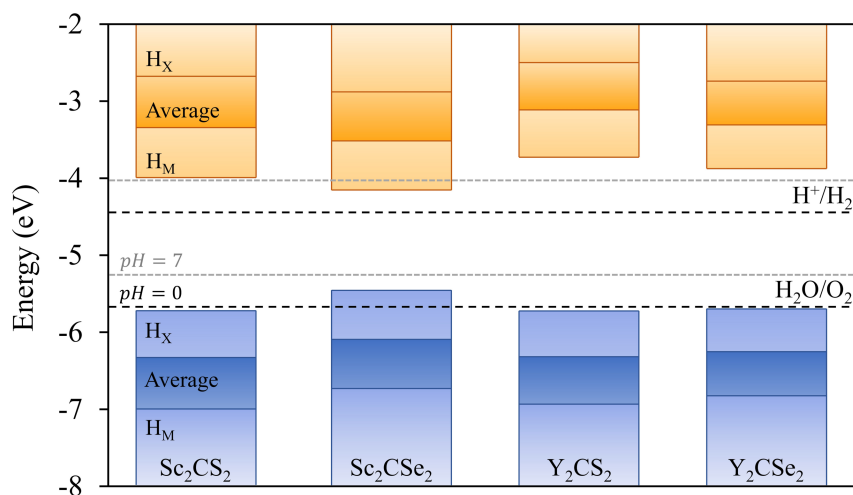 -2
-3
-4
-5
-6
-7
-8
Energy (eV)
H_X
Average
H_M
H⁺/H₂
pH = 7
pH = 0
H₂O/O₂
H_X
Average
H_M
Sc₂CS₂
Sc₂CSe₂
Y₂CS₂
Y₂CSe₂